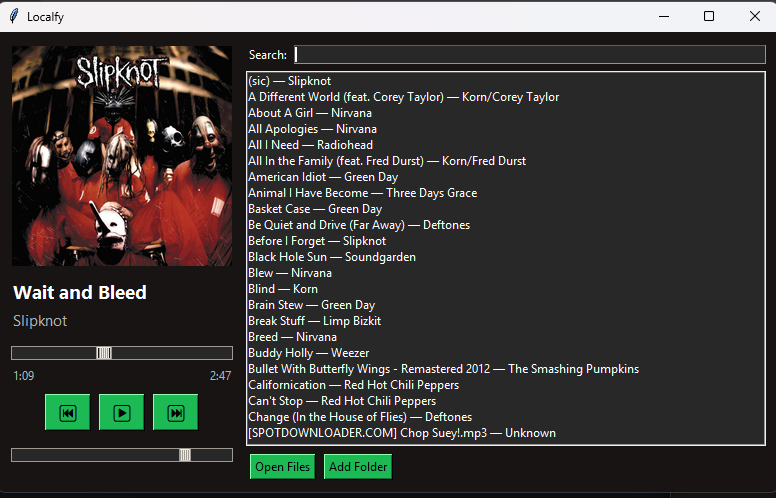 Localfy
SLIPKNOT
Wait and Bleed
Slipknot
1:09
2:47
Search:
(sic) — Slipknot
A Different World (feat. Corey Taylor) — Korn/Corey Taylor
About A Girl — Nirvana
All Apologies — Nirvana
All I Need — Radiohead
All In the Family (feat. Fred Durst) — Korn/Fred Durst
American Idiot — Green Day
Animal I Have Become — Three Days Grace
Basket Case — Green Day
Be Quiet and Drive (Far Away) — Deftones
Before I Forget — Slipknot
Black Hole Sun — Soundgarden
Blew — Nirvana
Blind — Korn
Brain Stew — Green Day
Break Stuff — Limp Bizkit
Breed — Nirvana
Buddy Holly — Weezer
Bullet With Butterfly Wings - Remastered 2012 — The Smashing Pumpkins
Californication — Red Hot Chili Peppers
Can't Stop — Red Hot Chili Peppers
Change (In the House of Flies) — Deftones
[SPOTDOWNLOADER.COM] Chop Suey!.mp3 — Unknown
Open Files
Add Folder